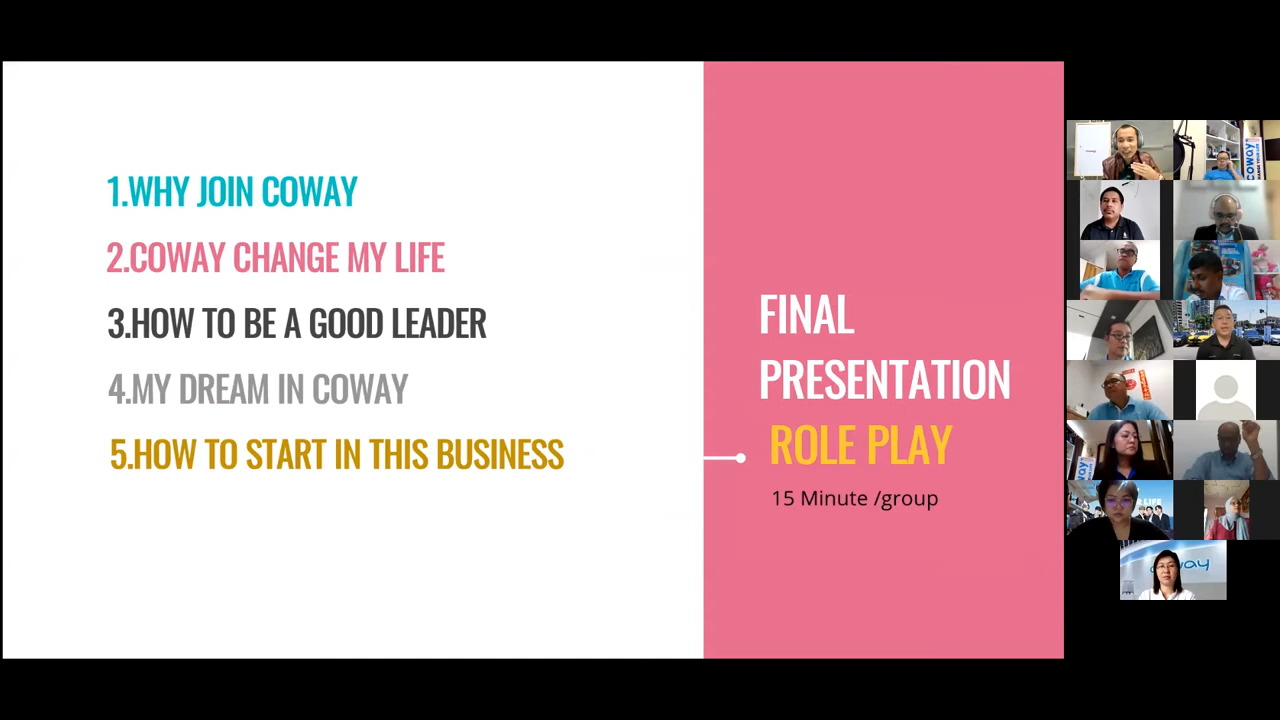 1.WHY JOIN COWAY
2.COWAY CHANGE MY LIFE
3.HOW TO BE A GOOD LEADER
4.MY DREAM IN COWAY
5.HOW TO START IN THIS BUSINESS
FINAL
PRESENTATION
ROLE PLAY
15 Minute /group
COWAY